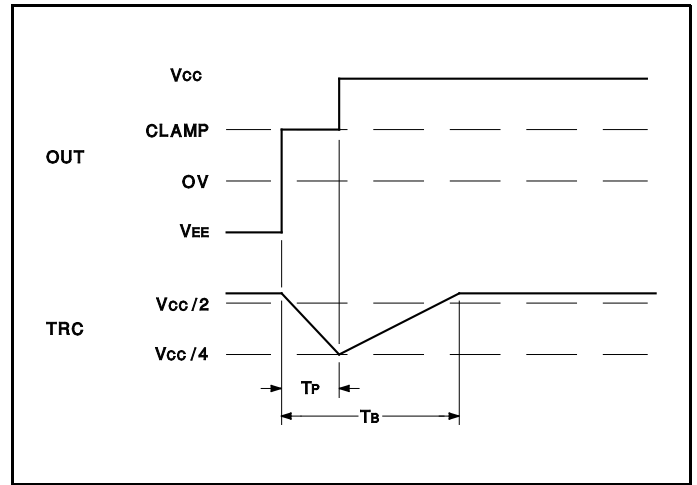 Vcc
CLAMP
OUT
OV
VEE
Vcc/2
TRC
Vcc/4
TP
TB